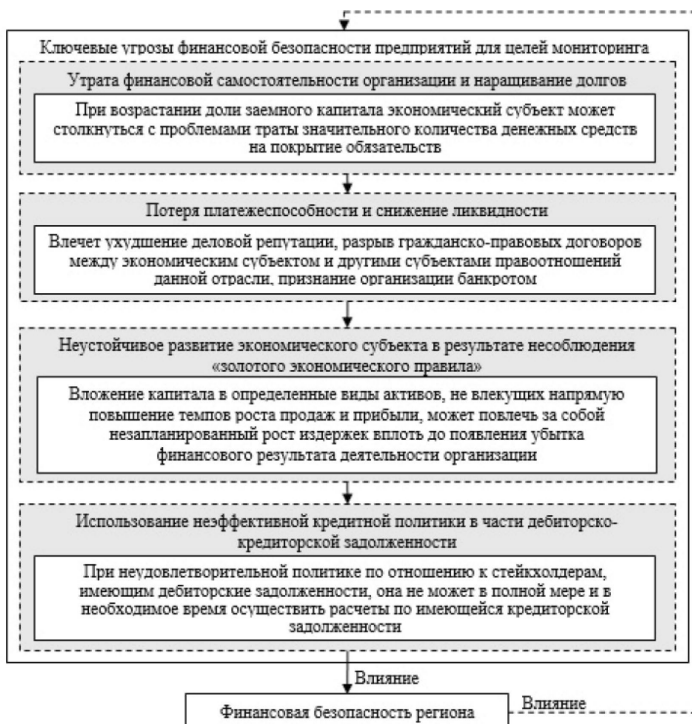 Ключевые угрозы финансовой безопасности предприятий для целей мониторинга
Утрата финансовой самостоятельности организации и наращивание долгов
При возрастании доли заемного капитала экономический субъект может
столкнуться с проблемами траты значительного количества денежных средств
на покрытие обязательств
Потеря платежеспособности и снижение ликвидности
Влечет ухудшение деловой репутации, разрыв гражданско-правовых договоров
между экономическим субъектом и другими субъектами правоотношений
данной отрасли, признание организации банкротом
Неустойчивое развитие экономического субъекта в результате несоблюдения
«золотого экономического правила»
Вложение капитала в определенные виды активов, не влекущих напрямую
повышение темпов роста продаж и прибыли, может повлечь за собой
незапланированный рост издержек вплоть до появления убытка
финансового результата деятельности организации
Использование неэффективной кредитной политики в части дебиторско-
кредиторской задолженности
При неудовлетворительной политике по отношению к стейкхолдерам,
имеющим дебиторские задолженности, она не может в полной мере и в
необходимое время осуществить расчеты по имеющейся кредиторской
задолженности
Влияние
Финансовая безопасность региона
Влияние